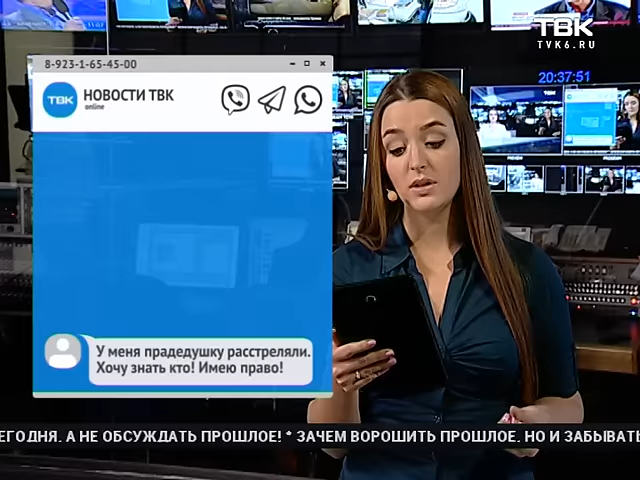 ТВК
TVK6.RU
8-923-1-65-45-00
ТВК
НОВОСТИ ТВК
online
20:37:51
У меня прадедушку расстреляли.
Хочу знать кто! Имею право!
ЕГОДНЯ. А НЕ ОБСУЖДАТЬ ПРОШЛОЕ! * ЗАЧЕМ ВОРОШИТЬ ПРОШЛОЕ. НО И ЗАБЫВАТЬ